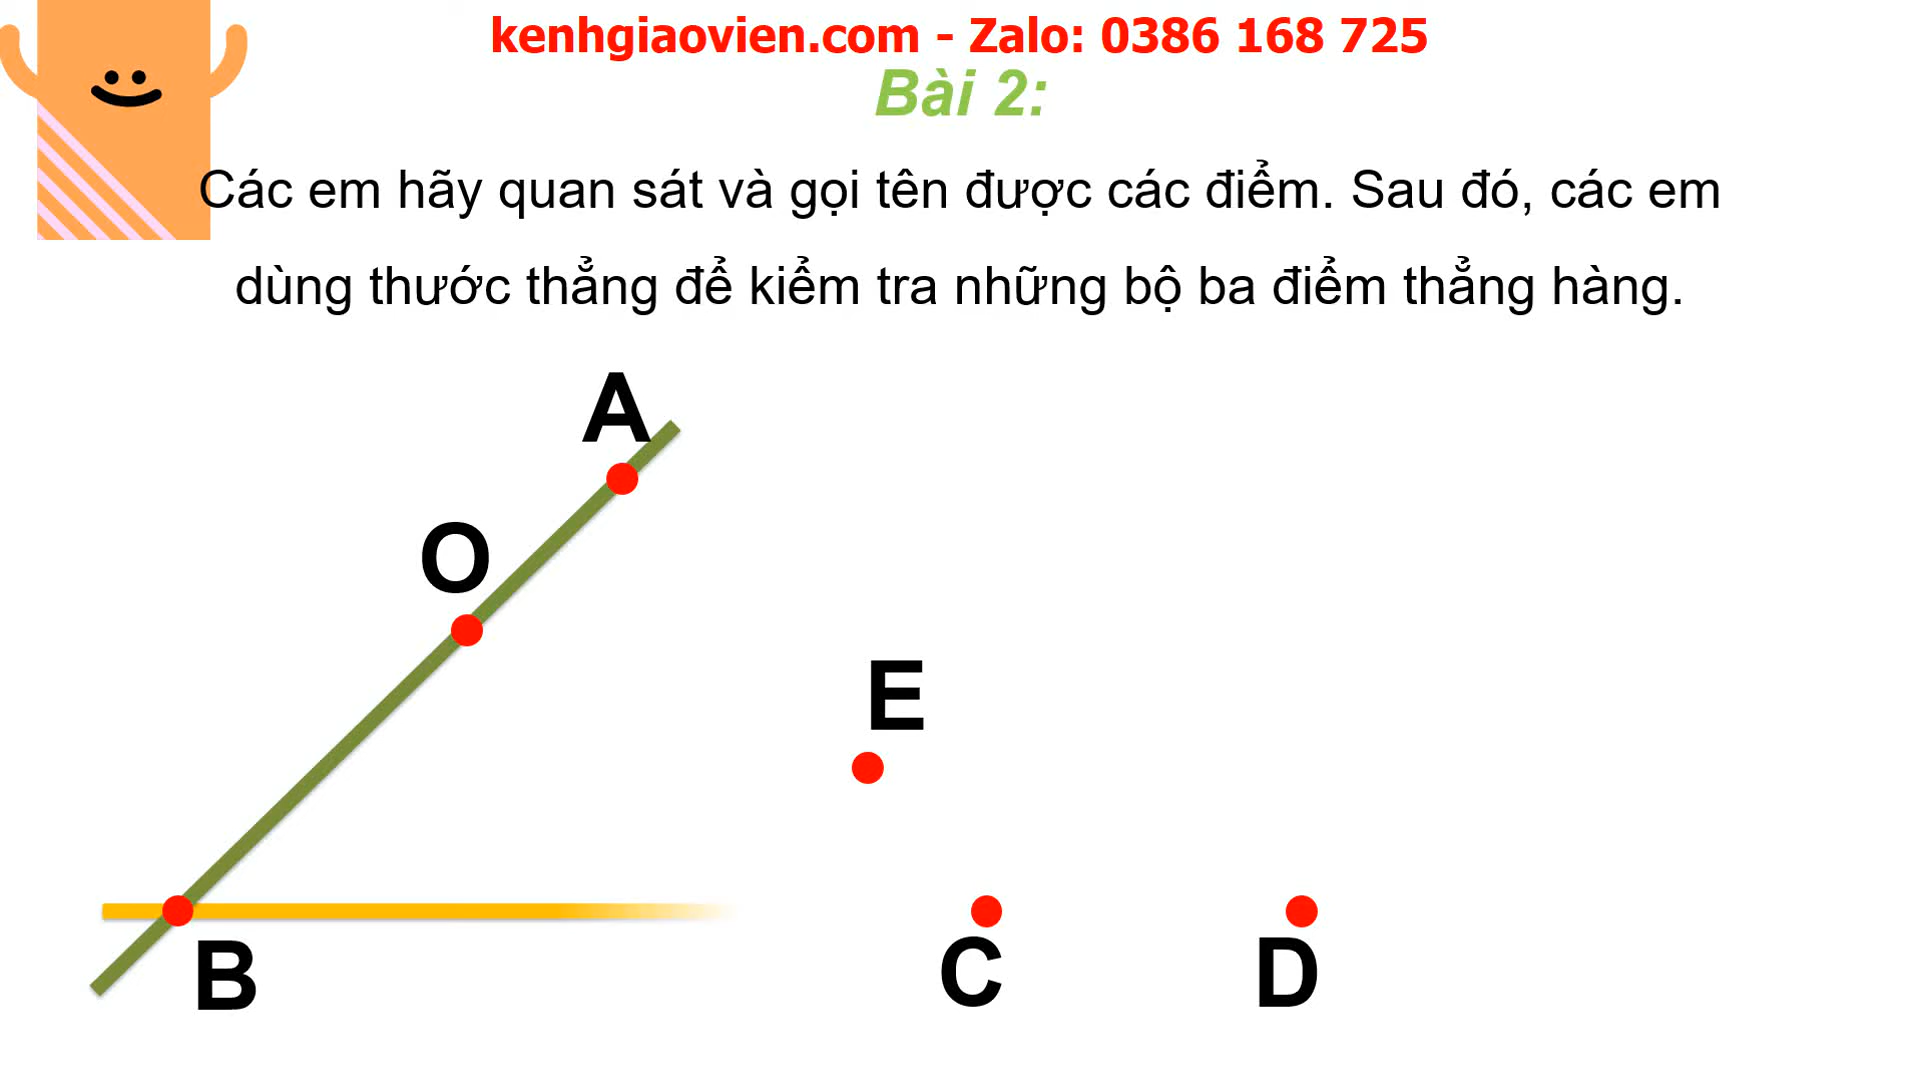 kenhgiaovien.com - Zalo: 0386 168 725
Bài 2:
Các em hãy quan sát và gọi tên được các điểm. Sau đó, các em
dùng thước thẳng để kiểm tra những bộ ba điểm thẳng hàng.
A
O
E
B
C
D